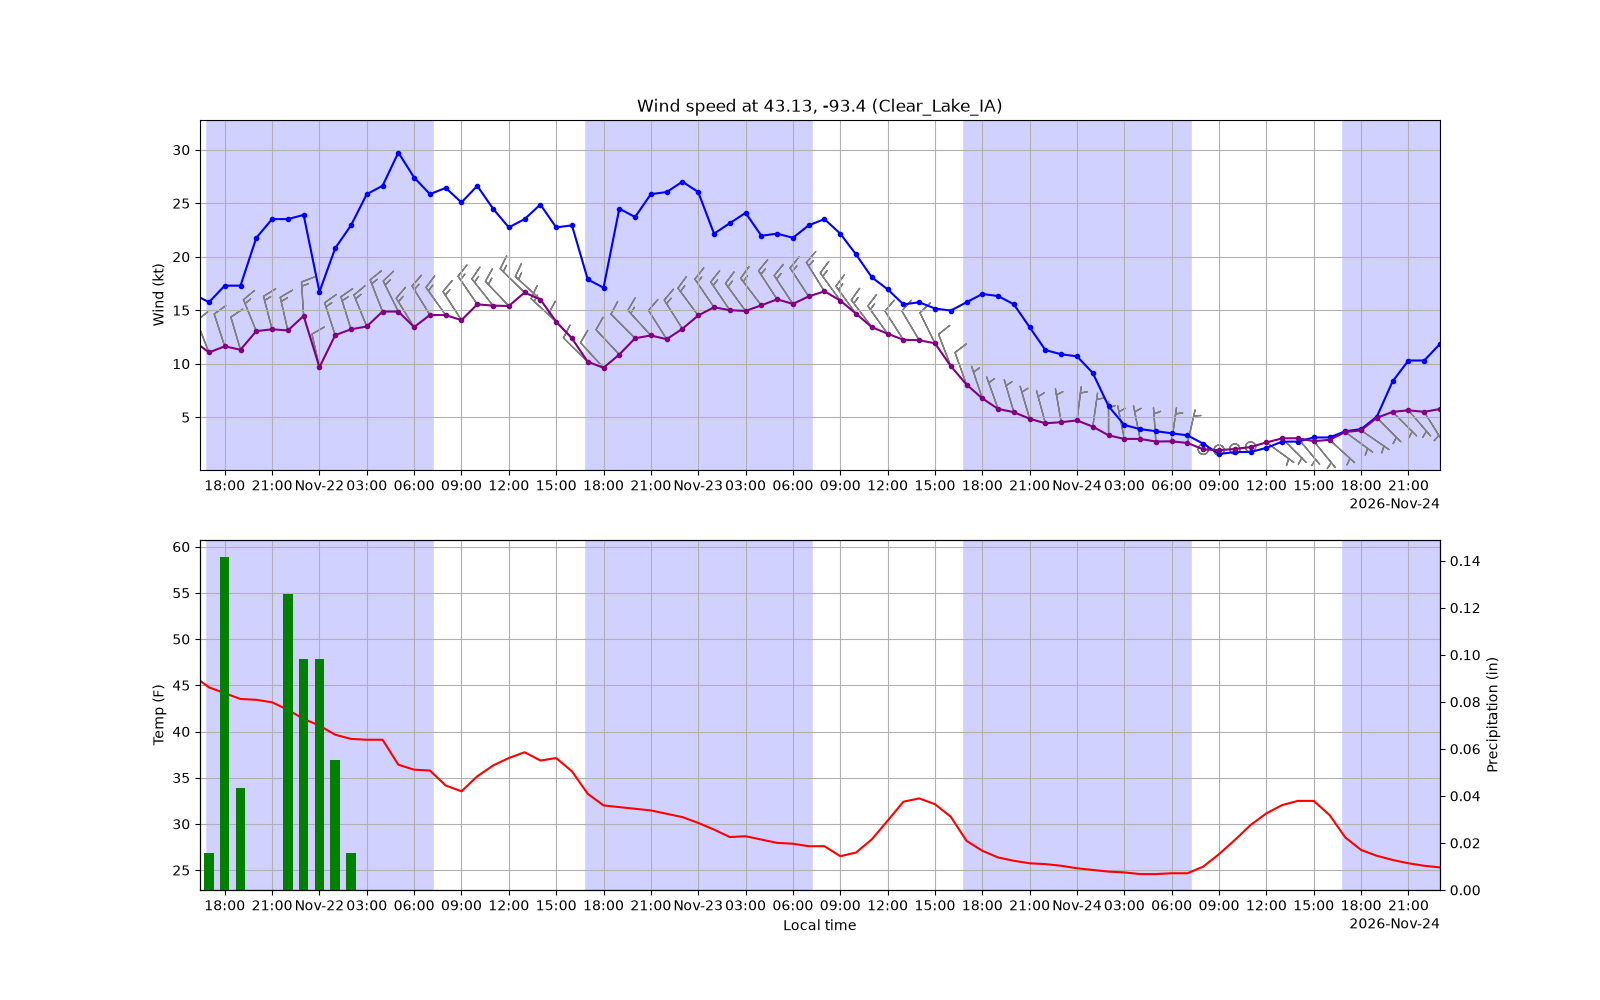 Wind speed at 43.13, -93.4 (Clear_Lake_IA)
Wind (kt)
30
25
20
15
10
5
18:00 21:00 Nov-22 03:00 06:00 09:00 12:00 15:00 18:00 21:00 Nov-23 03:00 06:00 09:00 12:00 15:00 18:00 21:00 Nov-24 03:00 06:00 09:00 12:00 15:00 18:00 21:00
2026-Nov-24
Temp (F)
60
55
50
45
40
35
30
25
0.14
0.12
0.10
0.08
0.06
0.04
0.02
0.00
Precipitation (in)
18:00 21:00 Nov-22 03:00 06:00 09:00 12:00 15:00 18:00 21:00 Nov-23 03:00 06:00 09:00 12:00 15:00 18:00 21:00 Nov-24 03:00 06:00 09:00 12:00 15:00 18:00 21:00
Local time
2026-Nov-24